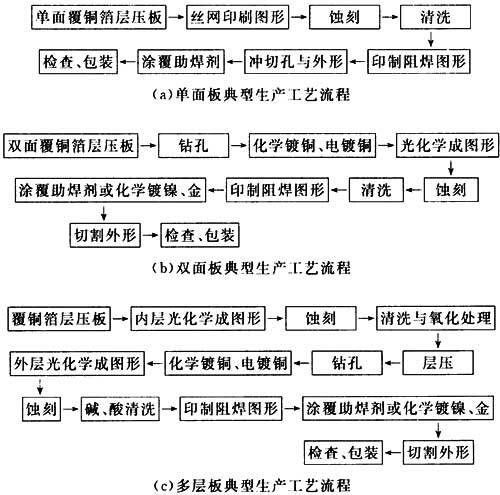 单面覆铜箔层压板 丝网印刷图形 蚀刻 清洗
检查、包装 涂覆助焊剂 冲切孔与外形 印制阻焊图形
(a)单面板典型生产工艺流程
双面覆铜箔层压板 钻孔 化学镀铜、电镀铜 光化学成图形
涂覆助焊剂或化学镀镍、金 印制阻焊图形 清洗 蚀刻
切割外形 检查、包装
(b)双面板典型生产工艺流程
覆铜箔层压板 内层光化学成图形 蚀刻 清洗与氧化处理
外层光化学成图形 化学镀铜、电镀铜 钻孔 层压
蚀刻 碱、酸清洗 印制阻焊图形 涂覆助焊剂或化学镀镍、金
检查、包装 切割外形
(c)多层板典型生产工艺流程